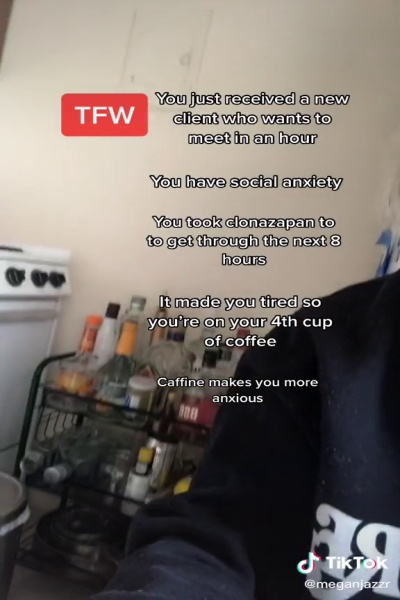 TFW
You just received a new
client who wants to
meet in an hour
You have social anxiety
You took clonazapan to
to get through the next 8
hours
It made you tired so
you're on your 4th cup
of coffee
Caffine makes you more
anxious
TikTok
@meganjazzr